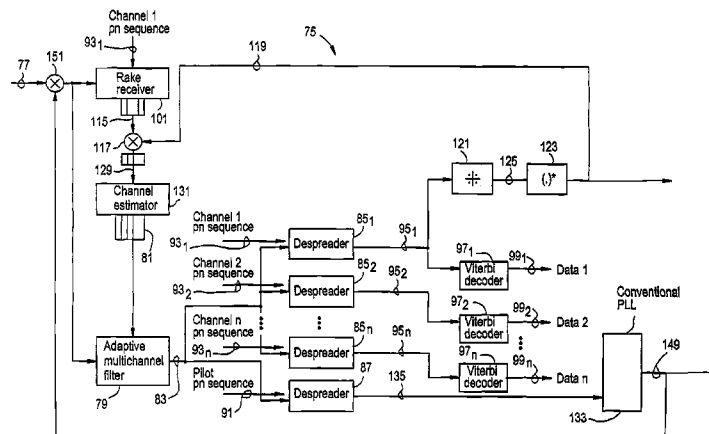 Channel 1
pn sequence
93₁
77
151
Rake
receiver
101
115
117
129
Channel
estimator
131
81
119
75
121
125
123
(.)*
Channel 1
pn sequence
93₁
Despreader
85₁
95₁
Channel 2
pn sequence
93₂
Despreader
85₂
95₂
Channel n
pn sequence
93n
Despreader
85n
95n
Pilot
pn sequence
91
Despreader
87
135
97₁
Viterbi
decoder
99₁
Data 1
97₂
Viterbi
decoder
99₂
Data 2
97n
Viterbi
decoder
99n
Data n
Conventional
PLL
133
149
Adaptive
multichannel
filter
79
83